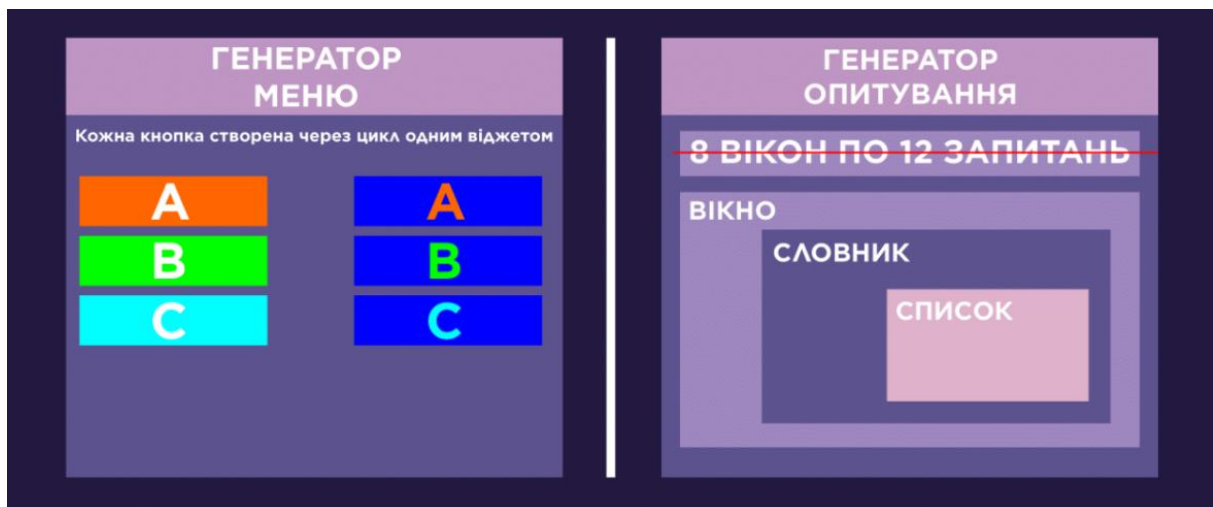 ГЕНЕРАТОР
МЕНЮ
Кожна кнопка створена через цикл одним віджетом
A
A
B
B
C
C
ГЕНЕРАТОР
ОПИТУВАННЯ
8 ВІКОН ПО 12 ЗАПИТАНЬ
ВІКНО
СЛОВНИК
СПИСОК